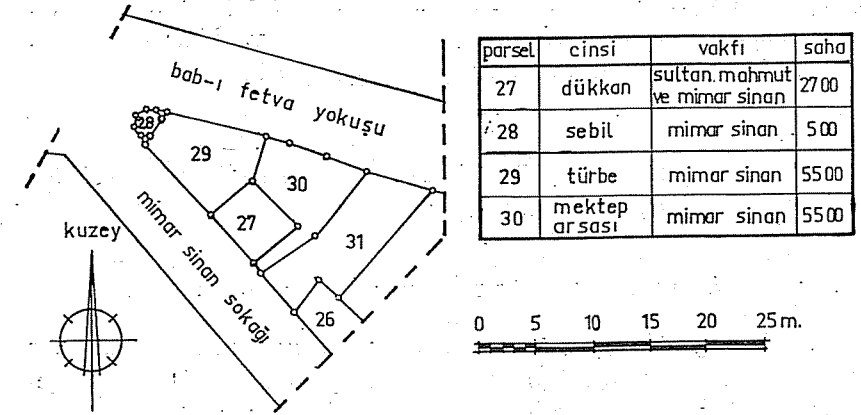 bab-ı fetva yokuşu
28
29
30
27
31
26
mimar sinan sokağı
kuzey
parsel cinsi vakfı saha
27 dükkan sultan.mahmut ve mimar sinan 2700
28 sebil mimar sinan 500
29 türbe mimar sinan 5500
30 mektep arsası mimar sinan 5500
0 5 10 15 20 25 m.